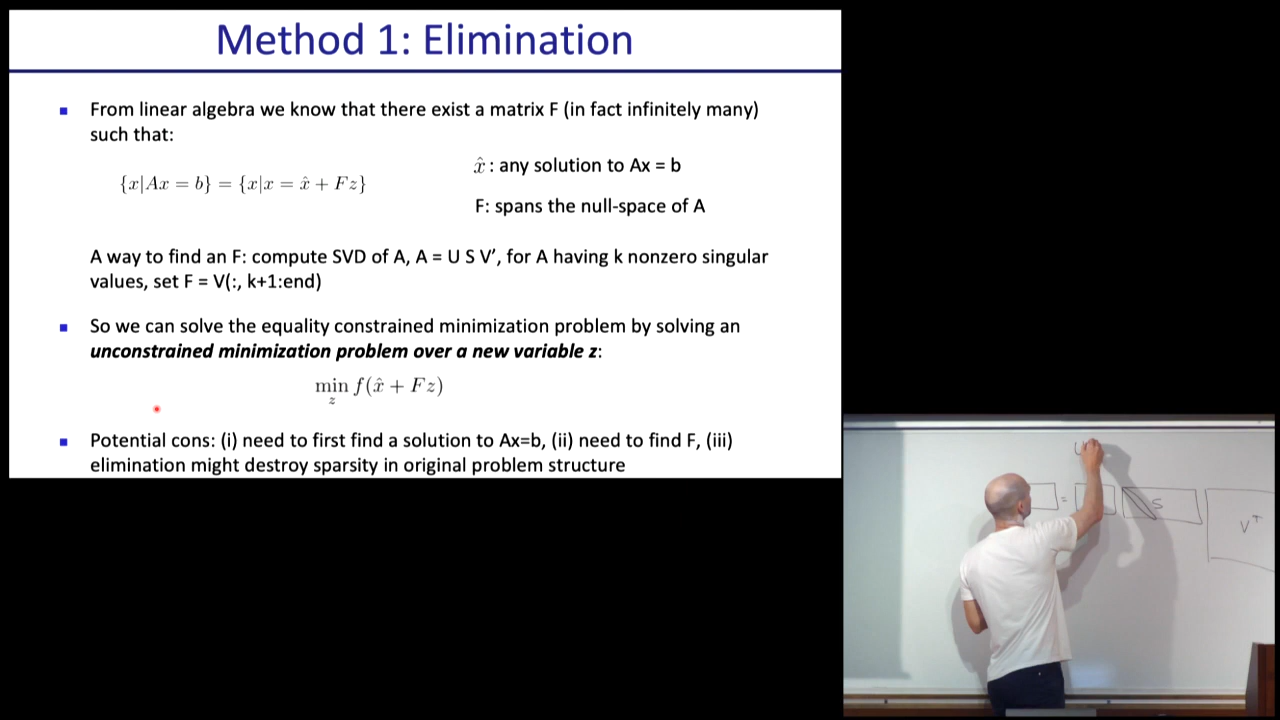 Method 1: Elimination
▪ From linear algebra we know that there exist a matrix F (in fact infinitely many)
such that:
{x|Ax = b} = {x|x = x̂ + Fz}
x̂ : any solution to Ax = b
F: spans the null-space of A
A way to find an F: compute SVD of A, A = U S V’, for A having k nonzero singular
values, set F = V(:, k+1:end)
▪ So we can solve the equality constrained minimization problem by solving an
unconstrained minimization problem over a new variable z:
min f(x̂ + Fz)
z
▪ Potential cons: (i) need to first find a solution to Ax=b, (ii) need to find F, (iii)
elimination might destroy sparsity in original problem structure
U
= S Vᵀ